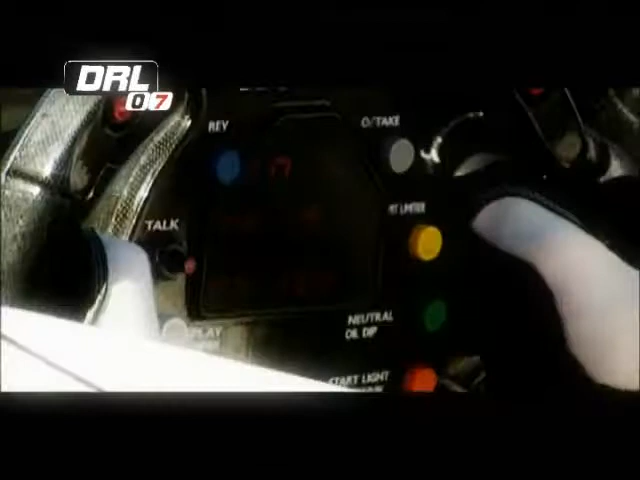 DRL
07
REV
O/TAKE
TALK
LIMITER
NEUTRAL
OIL DIP
PLAY
START LIGHT